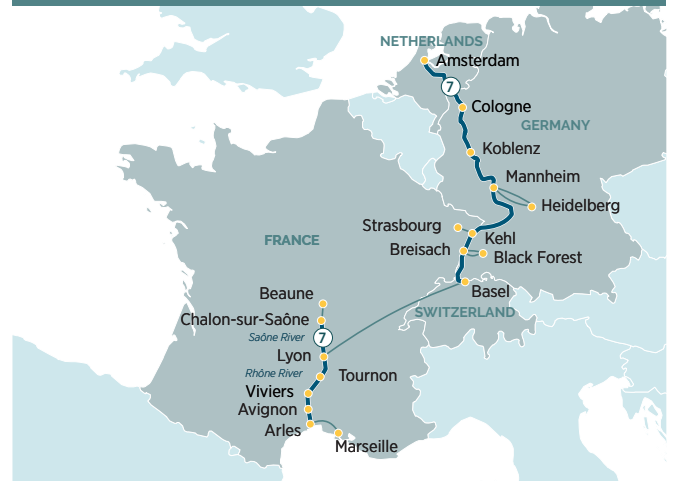 NETHERLANDS
Amsterdam
7
Cologne
GERMANY
Koblenz
Mannheim
Heidelberg
Strasbourg
Kehl
FRANCE
Breisach
Black Forest
Basel
Beaune
SWITZERLAND
Chalon-sur-Saône
Saône River
7
Lyon
Rhône River
Tournon
Viviers
Avignon
Arles
Marseille